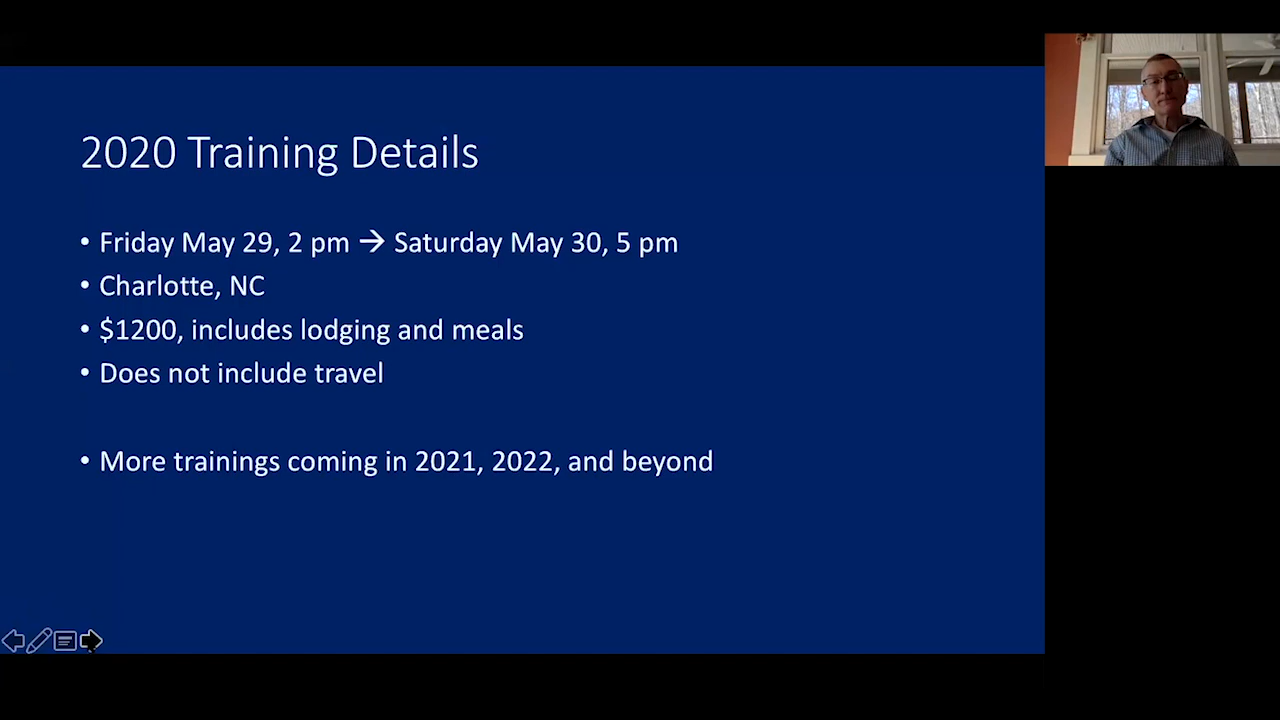 2020 Training Details
• Friday May 29, 2 pm → Saturday May 30, 5 pm
• Charlotte, NC
• $1200, includes lodging and meals
• Does not include travel
• More trainings coming in 2021, 2022, and beyond